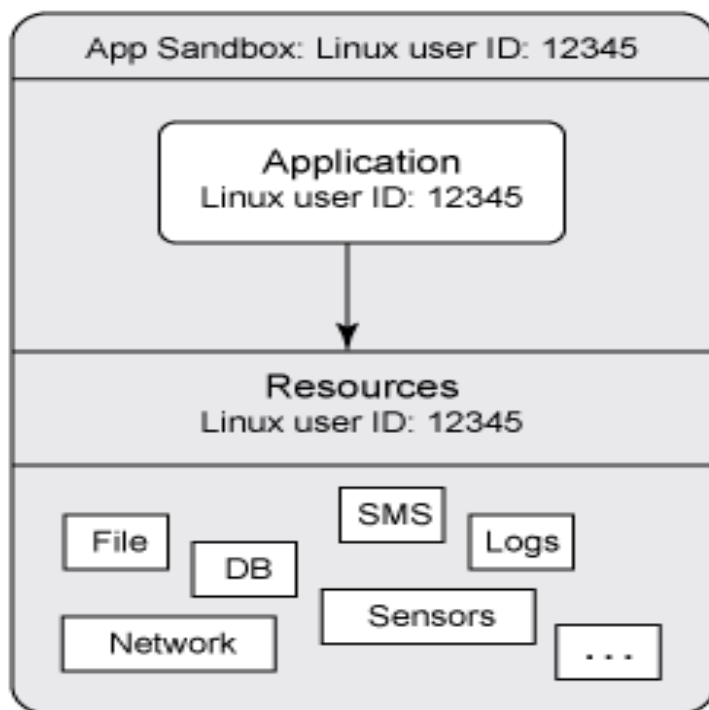 App Sandbox: Linux user ID: 12345
Application
Linux user ID: 12345
Resources
Linux user ID: 12345
File
DB
SMS
Logs
Network
Sensors
...